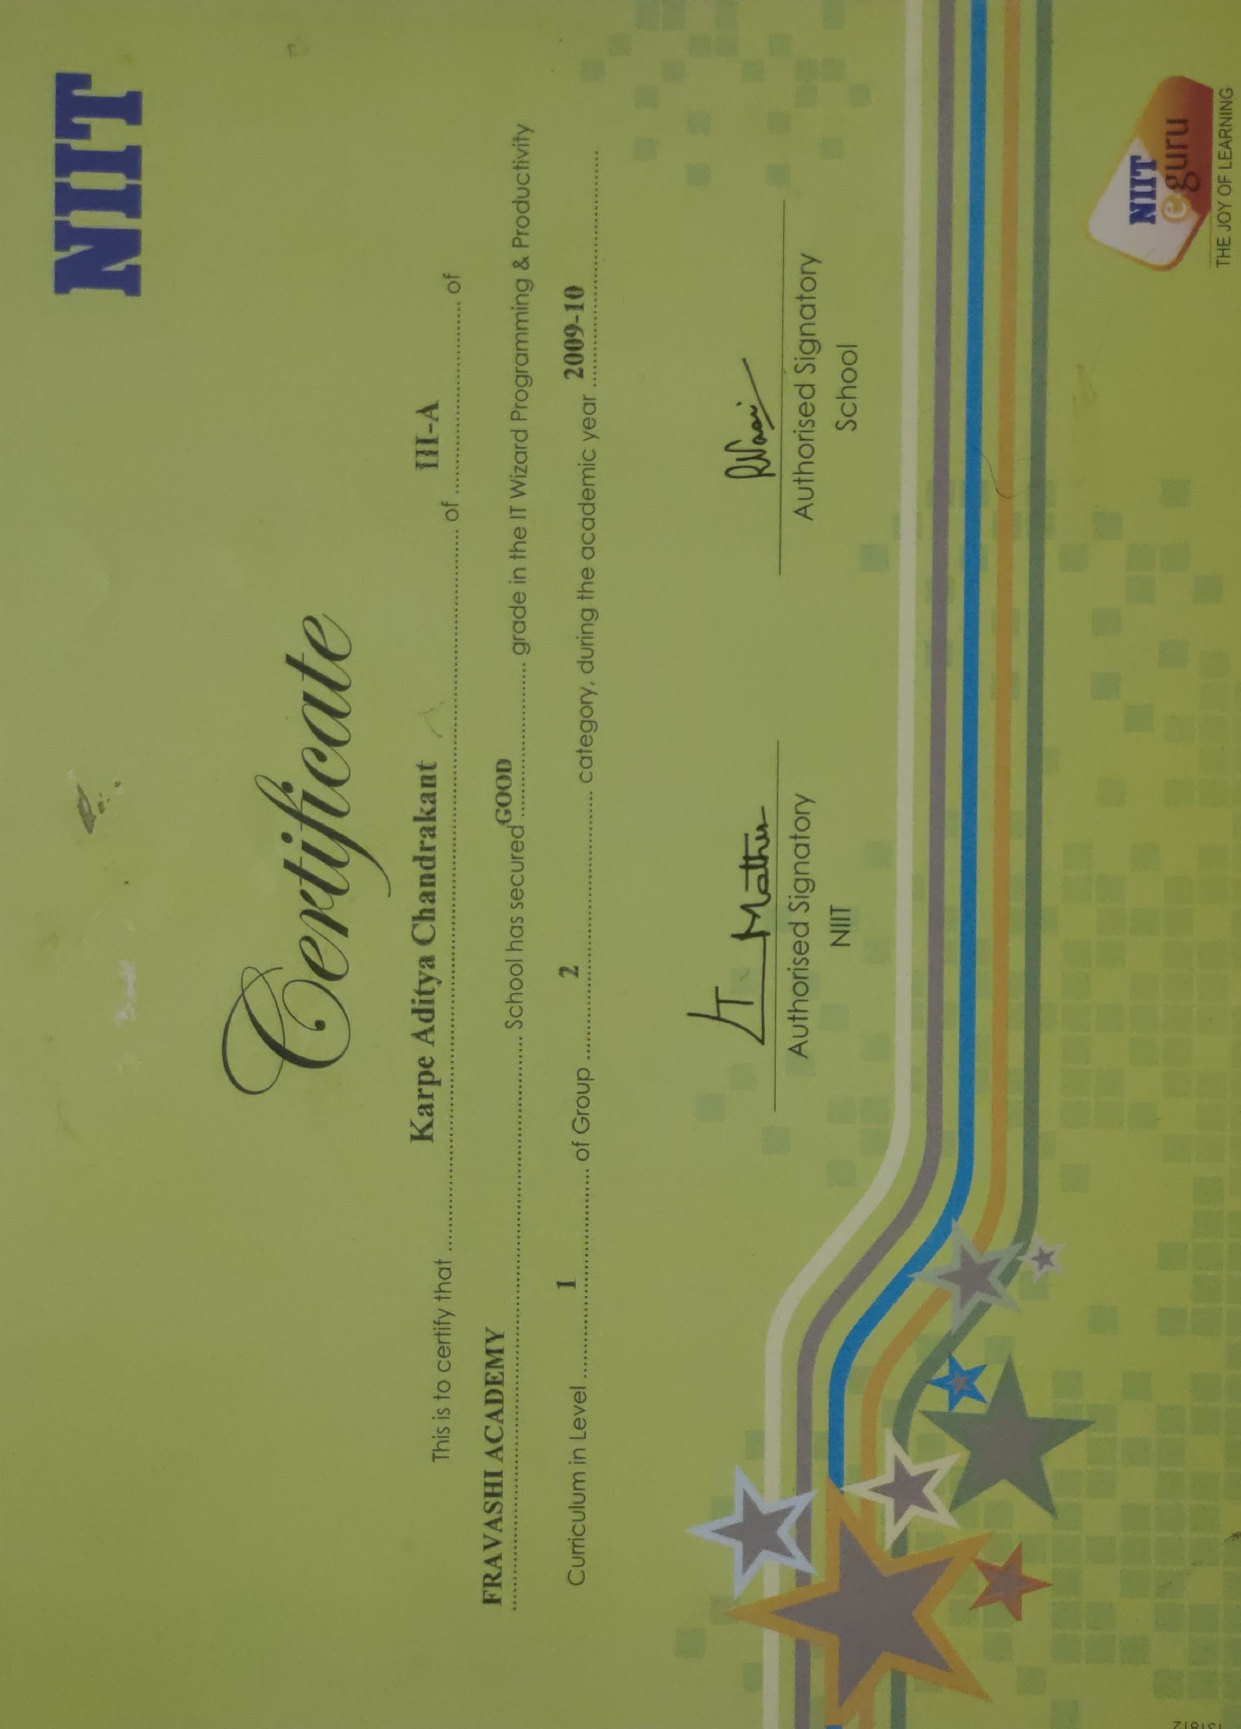 NIIT
Certificate
This is to certify that Karpe Aditya Chandrakant of III-A of
FRAVASHI ACADEMY School has secured GOOD grade in the IT Wizard Programming & Productivity
Curriculum in Level 1 of Group 2 category, during the academic year 2009-10
LT Mathur
Authorised Signatory Authorised Signatory
NIIT School
NIIT
eguru
THE JOY OF LEARNING